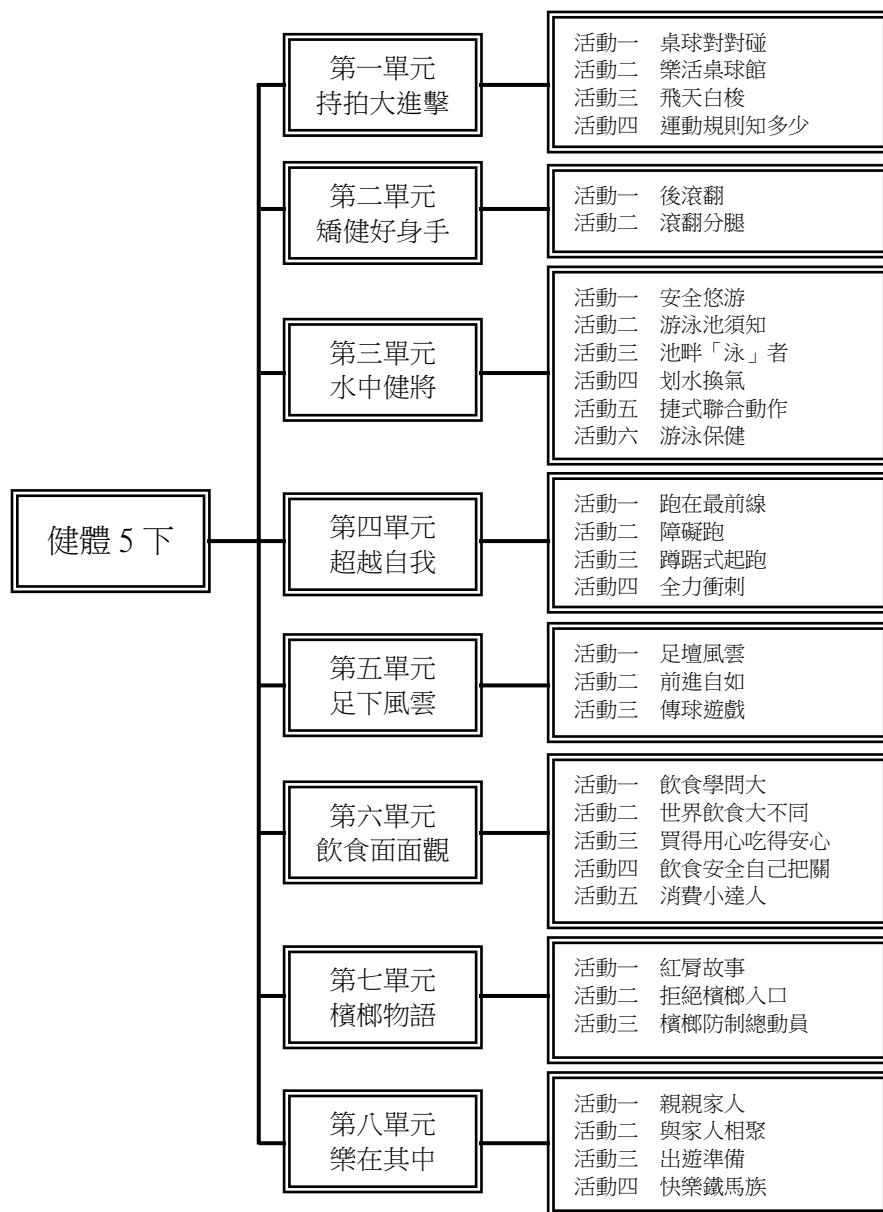 健體 5 下
第一單元
持拍大進擊
活動一　桌球對對碰
活動二　樂活桌球館
活動三　飛天白梭
活動四　運動規則知多少
第二單元
矯健好身手
活動一　後滾翻
活動二　滾翻分腿
第三單元
水中健將
活動一　安全悠游
活動二　游泳池須知
活動三　池畔「泳」者
活動四　划水換氣
活動五　捷式聯合動作
活動六　游泳保健
第四單元
超越自我
活動一　跑在最前線
活動二　障礙跑
活動三　蹲踞式起跑
活動四　全力衝刺
第五單元
足下風雲
活動一　足壇風雲
活動二　前進自如
活動三　傳球遊戲
第六單元
飲食面面觀
活動一　飲食學問大
活動二　世界飲食大不同
活動三　買得用心吃得安心
活動四　飲食安全自己把關
活動五　消費小達人
第七單元
檳榔物語
活動一　紅脣故事
活動二　拒絕檳榔入口
活動三　檳榔防制總動員
第八單元
樂在其中
活動一　親親家人
活動二　與家人相聚
活動三　出遊準備
活動四　快樂鐵馬族